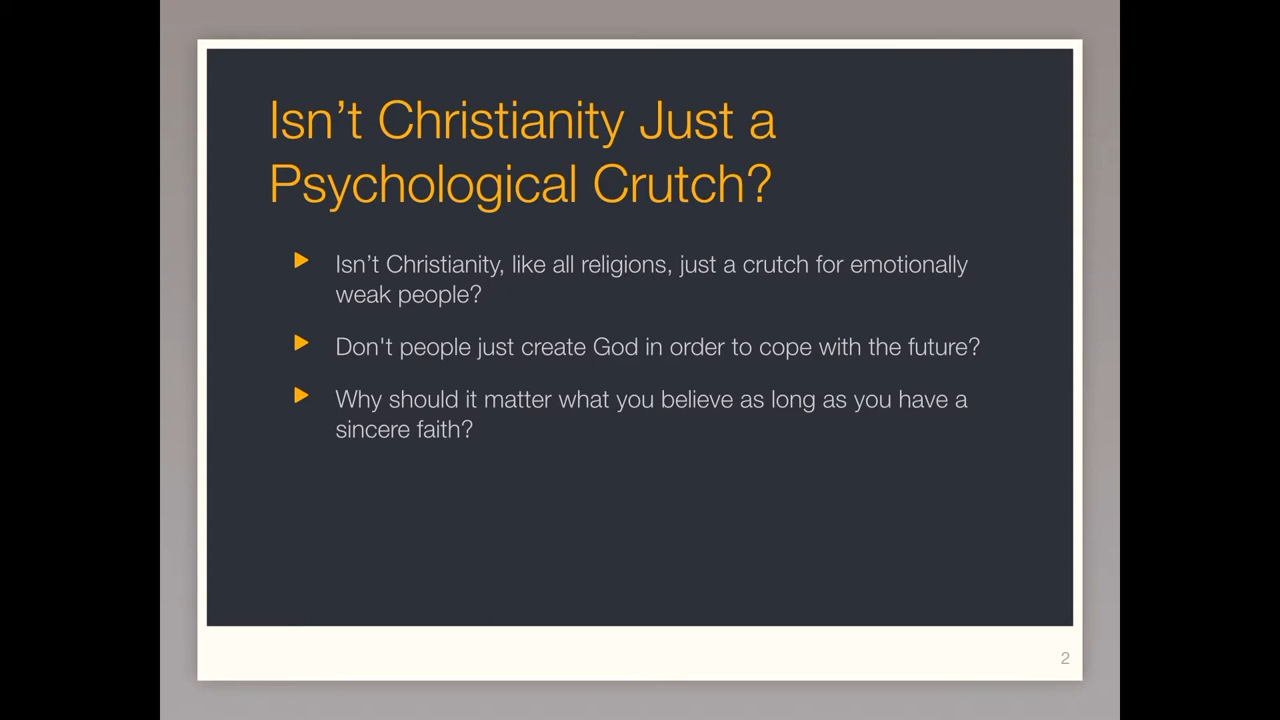 Isn’t Christianity Just a
Psychological Crutch?
Isn’t Christianity, like all religions, just a crutch for emotionally
weak people?
Don't people just create God in order to cope with the future?
Why should it matter what you believe as long as you have a
sincere faith?
2